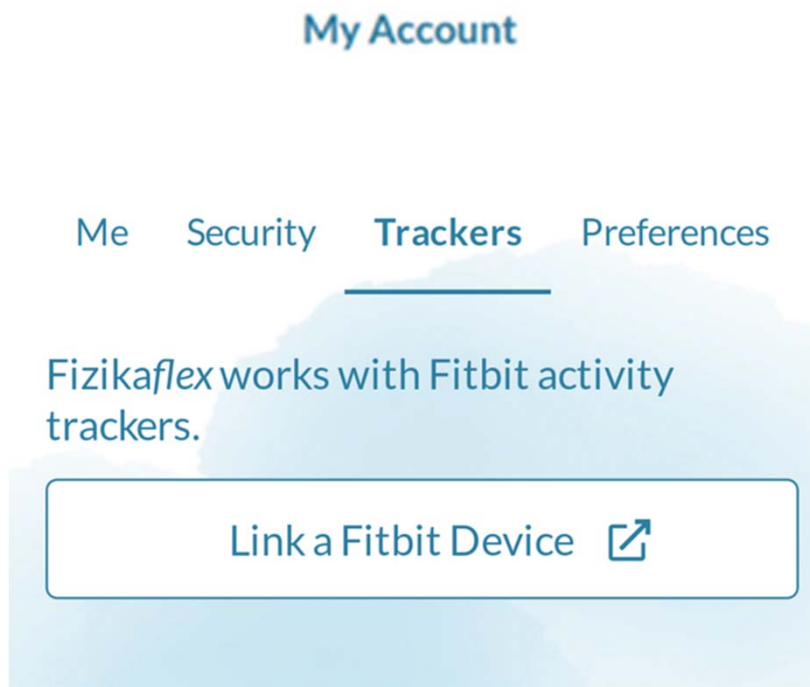 My Account
Me Security Trackers Preferences
Fizikaflex works with Fitbit activity
trackers.
Link a Fitbit Device